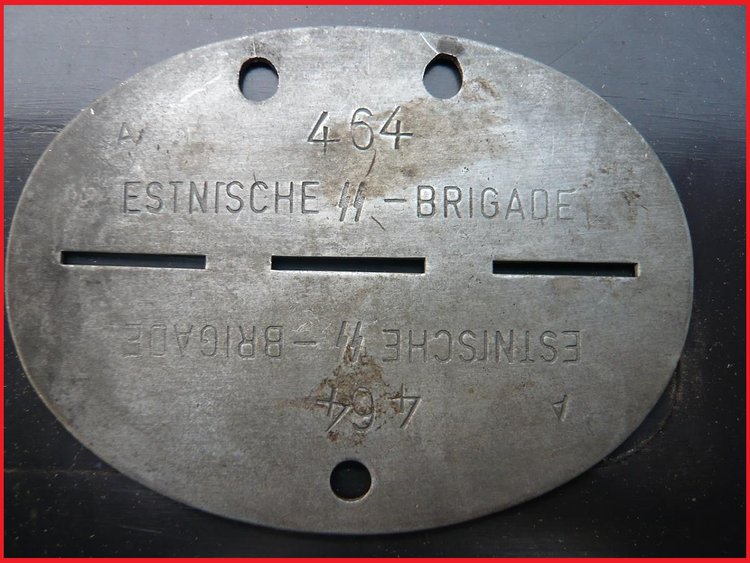 A 464
ESTNISCHE ᛋᛋ – BRIGADE
ESTNISCHE ᛋᛋ – BRIGADE
A 464